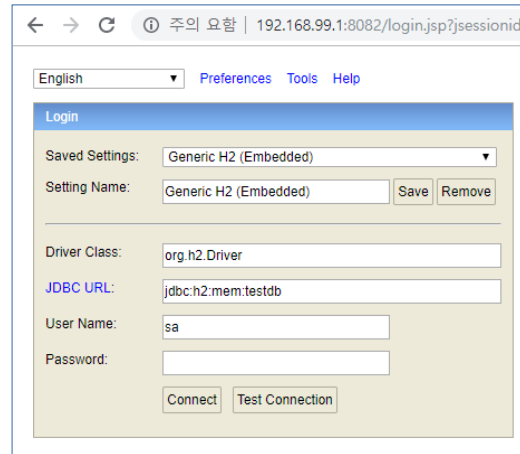 주의 요함 | 192.168.99.1:8082/login.jsp?jsessionid
English Preferences Tools Help
Login
Saved Settings: Generic H2 (Embedded)
Setting Name: Generic H2 (Embedded) Save Remove
Driver Class: org.h2.Driver
JDBC URL: jdbc:h2:mem:testdb
User Name: sa
Password:
Connect Test Connection